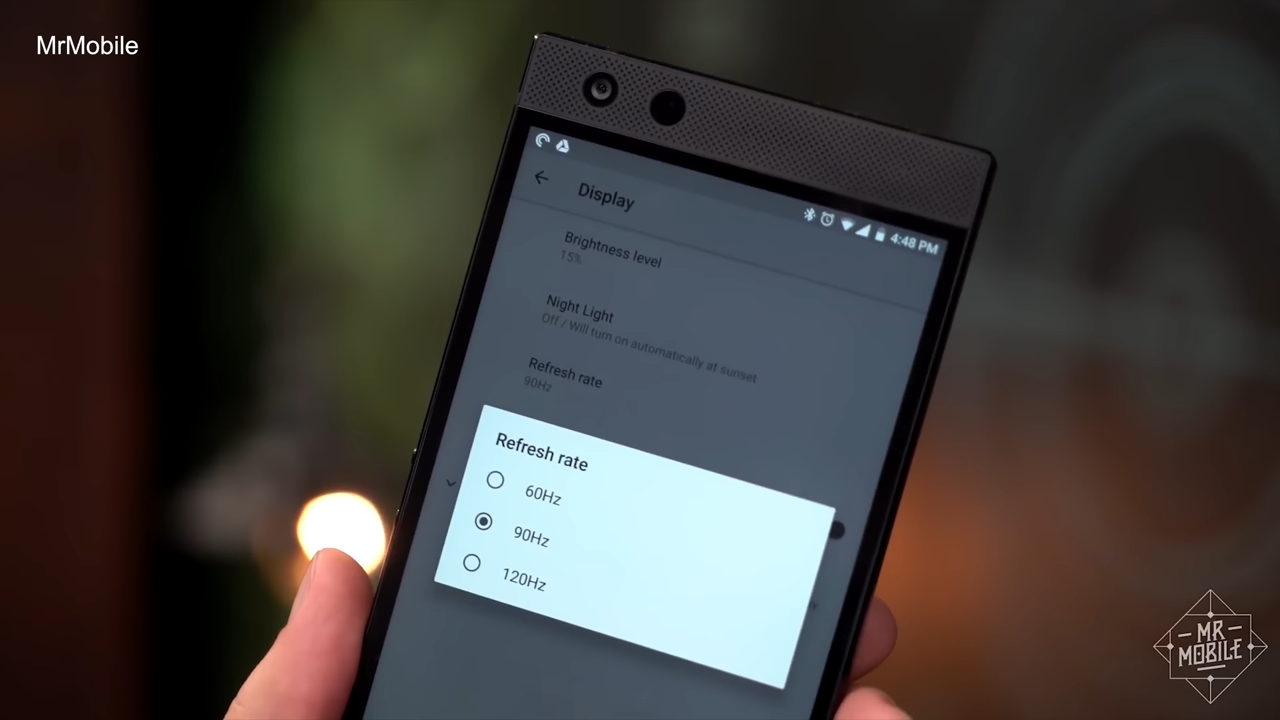 MrMobile
Display
4:48 PM
Brightness level
15%
Night Light
Off / Will turn on automatically at sunset
Refresh rate
90Hz
Refresh rate
60Hz
90Hz
120Hz
MR
MOBILE